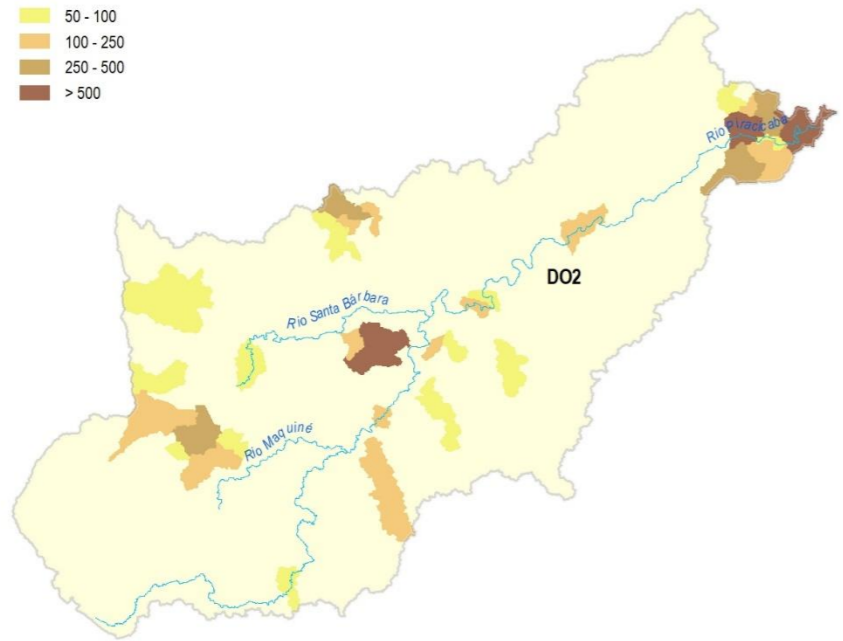 50 - 100
100 - 250
250 - 500
> 500
Rio Piracicaba
DO2
Rio Santa Bárbara
Rio Maquiné